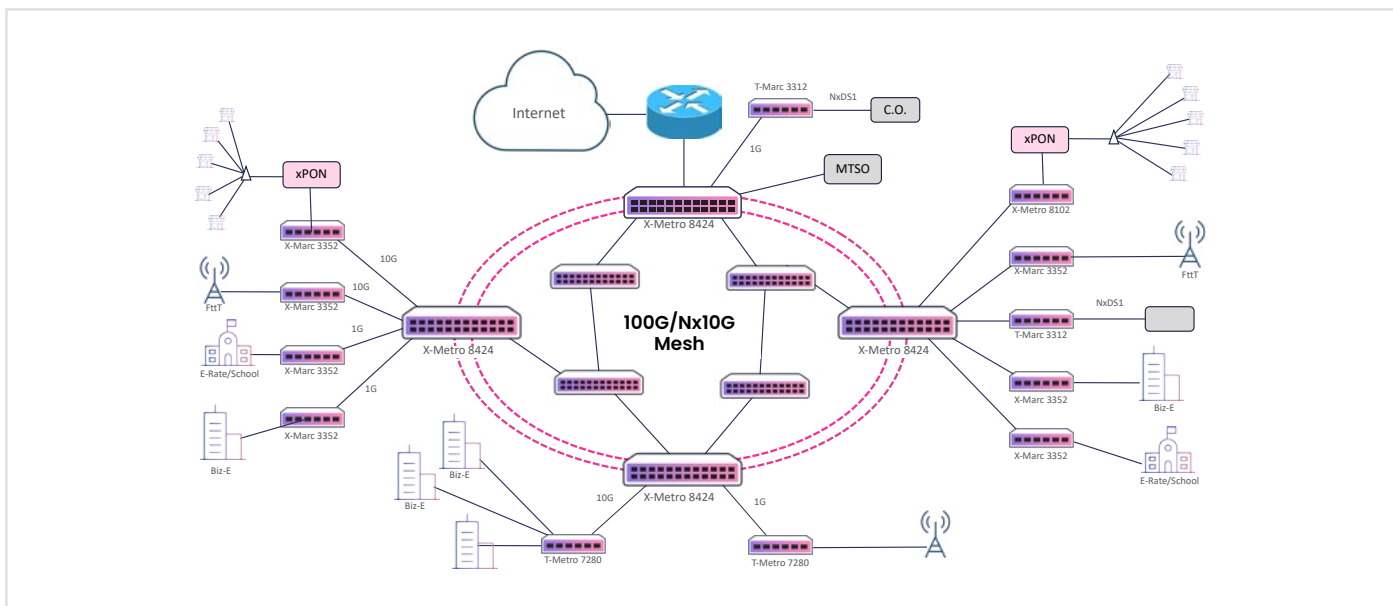 T-Marc 3312
NxDS1
C.O.
Internet
1G
MTSO
X-Metro 8424
xPON
X-Marc 3352
10G
FttT
X-Marc 3352
10G
E-Rate/School
X-Marc 3352
1G
Biz-E
X-Marc 3352
1G
X-Metro 8424
100G/Nx10G
Mesh
X-Metro 8424
xPON
X-Metro 8102
X-Marc 3352
FttT
T-Marc 3312
NxDS1
X-Marc 3352
Biz-E
X-Marc 3352
E-Rate/School
X-Metro 8424
10G
1G
Biz-E
Biz-E
T-Metro 7280
T-Metro 7280